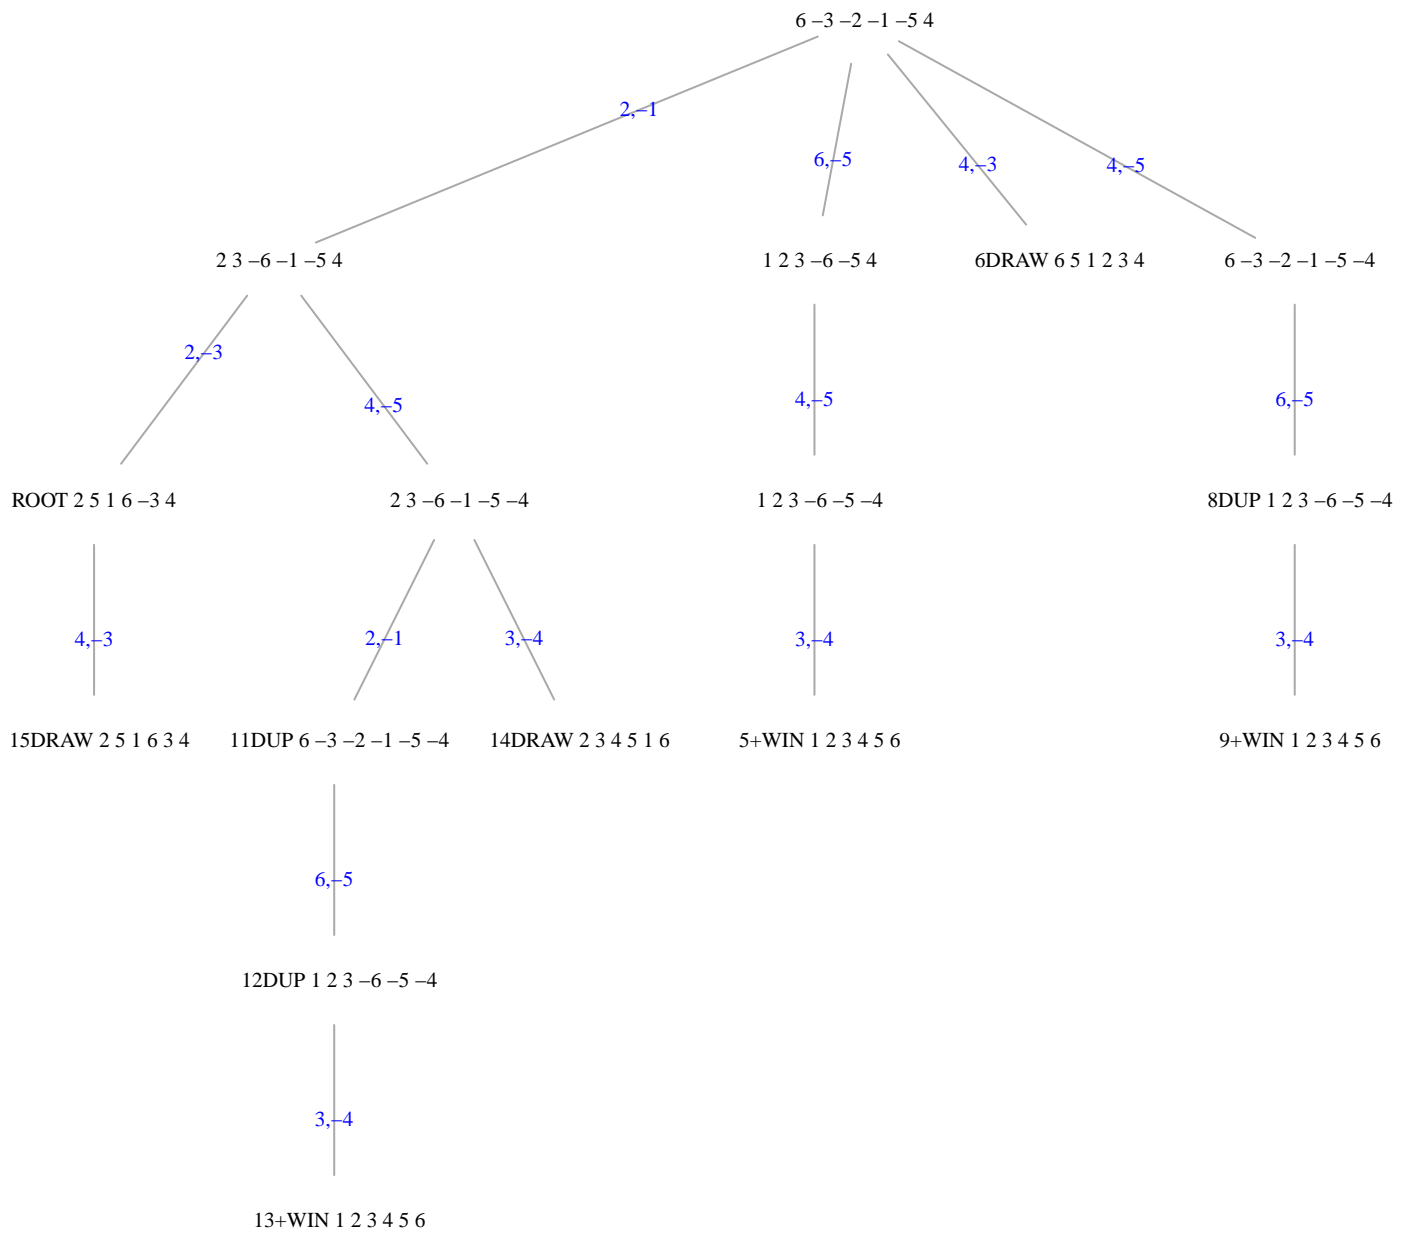 6 –3 –2 –1 –5 4
2,–1
6,–5
4,–3
4,–5
2 3 –6 –1 –5 4
1 2 3 –6 –5 4
6DRAW 6 5 1 2 3 4
6 –3 –2 –1 –5 –4
2,–3
4,–5
4,–5
6,–5
ROOT 2 5 1 6 –3 4
2 3 –6 –1 –5 –4
1 2 3 –6 –5 –4
8DUP 1 2 3 –6 –5 –4
4,–3
2,–1
3,–4
3,–4
3,–4
15DRAW 2 5 1 6 3 4
11DUP 6 –3 –2 –1 –5 –4
14DRAW 2 3 4 5 1 6
5+WIN 1 2 3 4 5 6
9+WIN 1 2 3 4 5 6
6,–5
12DUP 1 2 3 –6 –5 –4
3,–4
13+WIN 1 2 3 4 5 6